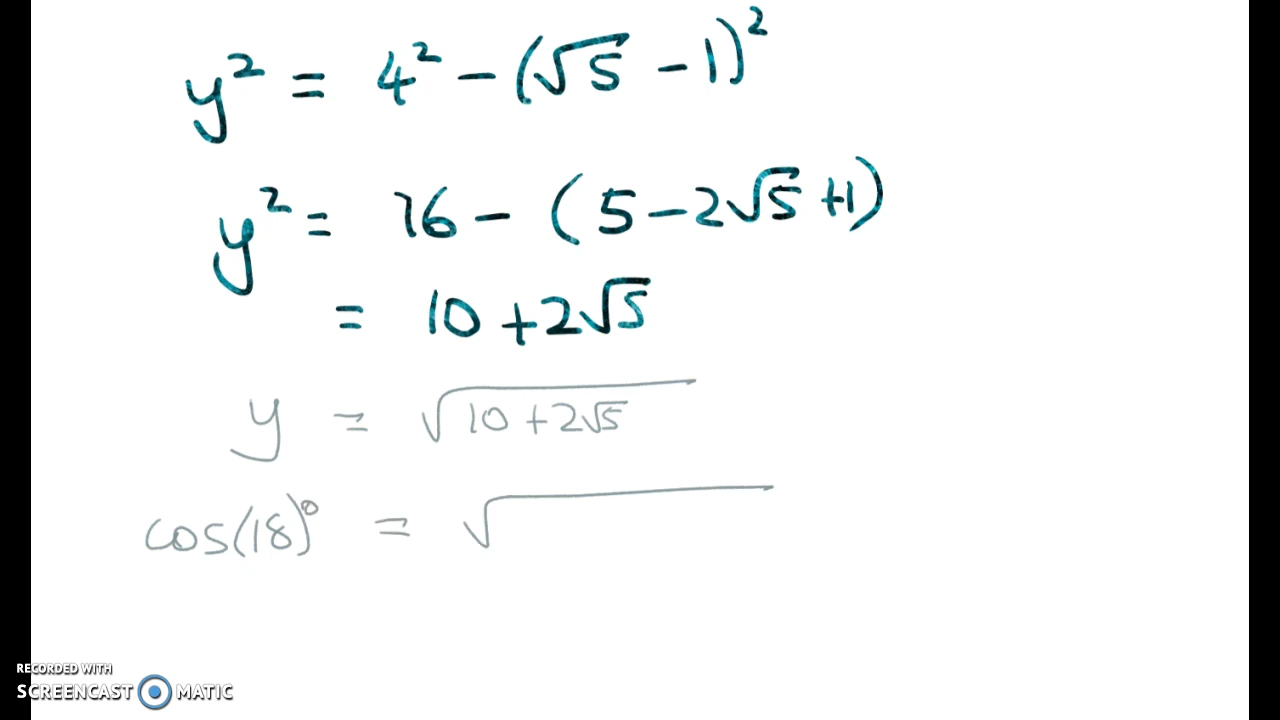 y² = 4² − (√5 − 1)²
y² = 16 − (5 − 2√5 + 1)
= 10 + 2√5
y = √(10 + 2√5)
cos(18)° = √
RECORDED WITH
SCREENCAST MATIC